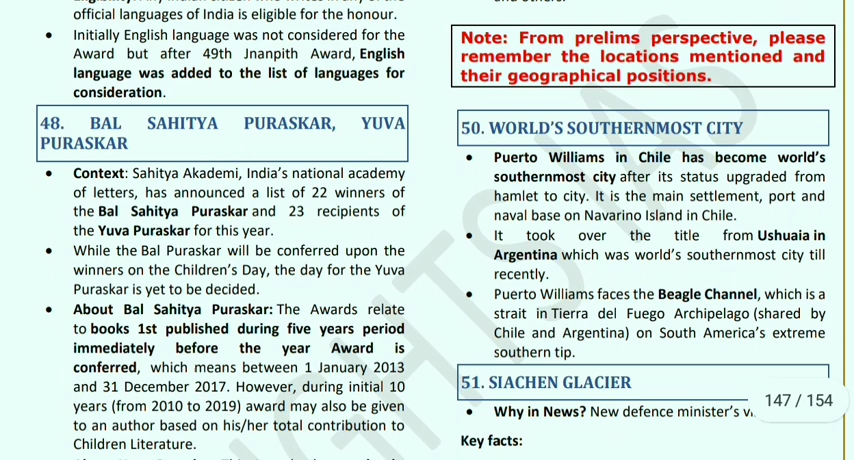 official languages of India is eligible for the honour.
• Initially English language was not considered for the
Award but after 49th Jnanpith Award, English
language was added to the list of languages for
consideration.
48. BAL SAHITYA PURASKAR, YUVA
PURASKAR
• Context: Sahitya Akademi, India's national academy
of letters, has announced a list of 22 winners of
the Bal Sahitya Puraskar and 23 recipients of
the Yuva Puraskar for this year.
• While the Bal Puraskar will be conferred upon the
winners on the Children's Day, the day for the Yuva
Puraskar is yet to be decided.
• About Bal Sahitya Puraskar: The Awards relate
to books 1st published during five years period
immediately before the year Award is
conferred, which means between 1 January 2013
and 31 December 2017. However, during initial 10
years (from 2010 to 2019) award may also be given
to an author based on his/her total contribution to
Children Literature.
Note: From prelims perspective, please
remember the locations mentioned and
their geographical positions.
50. WORLD'S SOUTHERNMOST CITY
• Puerto Williams in Chile has become world's
southernmost city after its status upgraded from
hamlet to city. It is the main settlement, port and
naval base on Navarino Island in Chile.
• It took over the title from Ushuaia in
Argentina which was world's southernmost city till
recently.
• Puerto Williams faces the Beagle Channel, which is a
strait in Tierra del Fuego Archipelago (shared by
Chile and Argentina) on South America's extreme
southern tip.
51. SIACHEN GLACIER
• Why in News? New defence minister's
147 / 154
Key facts: